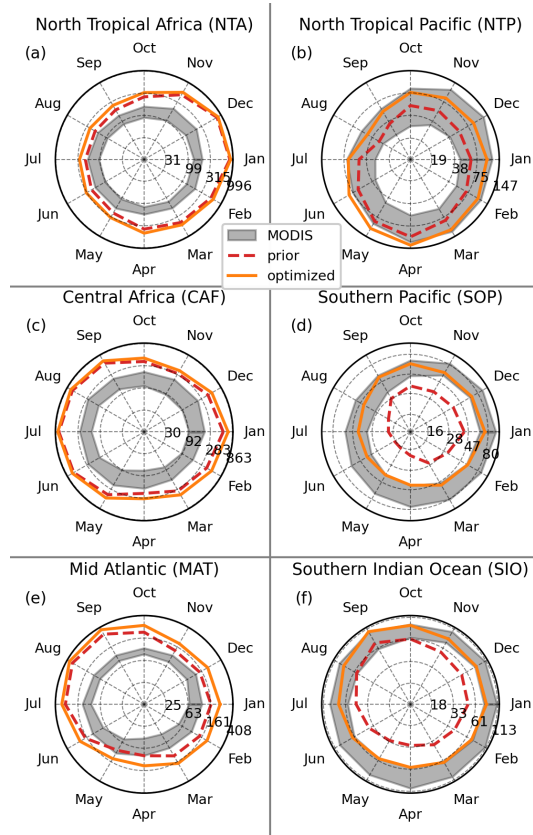 North Tropical Africa (NTA)
(a)
Oct
Nov
Dec
Jan
Feb
Mar
Apr
May
Jun
Jul
Aug
Sep
31
99
315
996
North Tropical Pacific (NTP)
(b)
Oct
Nov
Dec
Jan
Feb
Mar
Apr
May
Jun
Jul
Aug
Sep
19
38
75
147
MODIS
prior
optimized
Central Africa (CAF)
(c)
Oct
Nov
Dec
Jan
Feb
Mar
Apr
May
Jun
Jul
Aug
Sep
30
92
283
863
Southern Pacific (SOP)
(d)
Oct
Nov
Dec
Jan
Feb
Mar
Apr
May
Jun
Jul
Aug
Sep
16
28
47
80
Mid Atlantic (MAT)
(e)
Oct
Nov
Dec
Jan
Feb
Mar
Apr
May
Jun
Jul
Aug
Sep
25
63
161
408
Southern Indian Ocean (SIO)
(f)
Oct
Nov
Dec
Jan
Feb
Mar
Apr
May
Jun
Jul
Aug
Sep
18
33
61
113